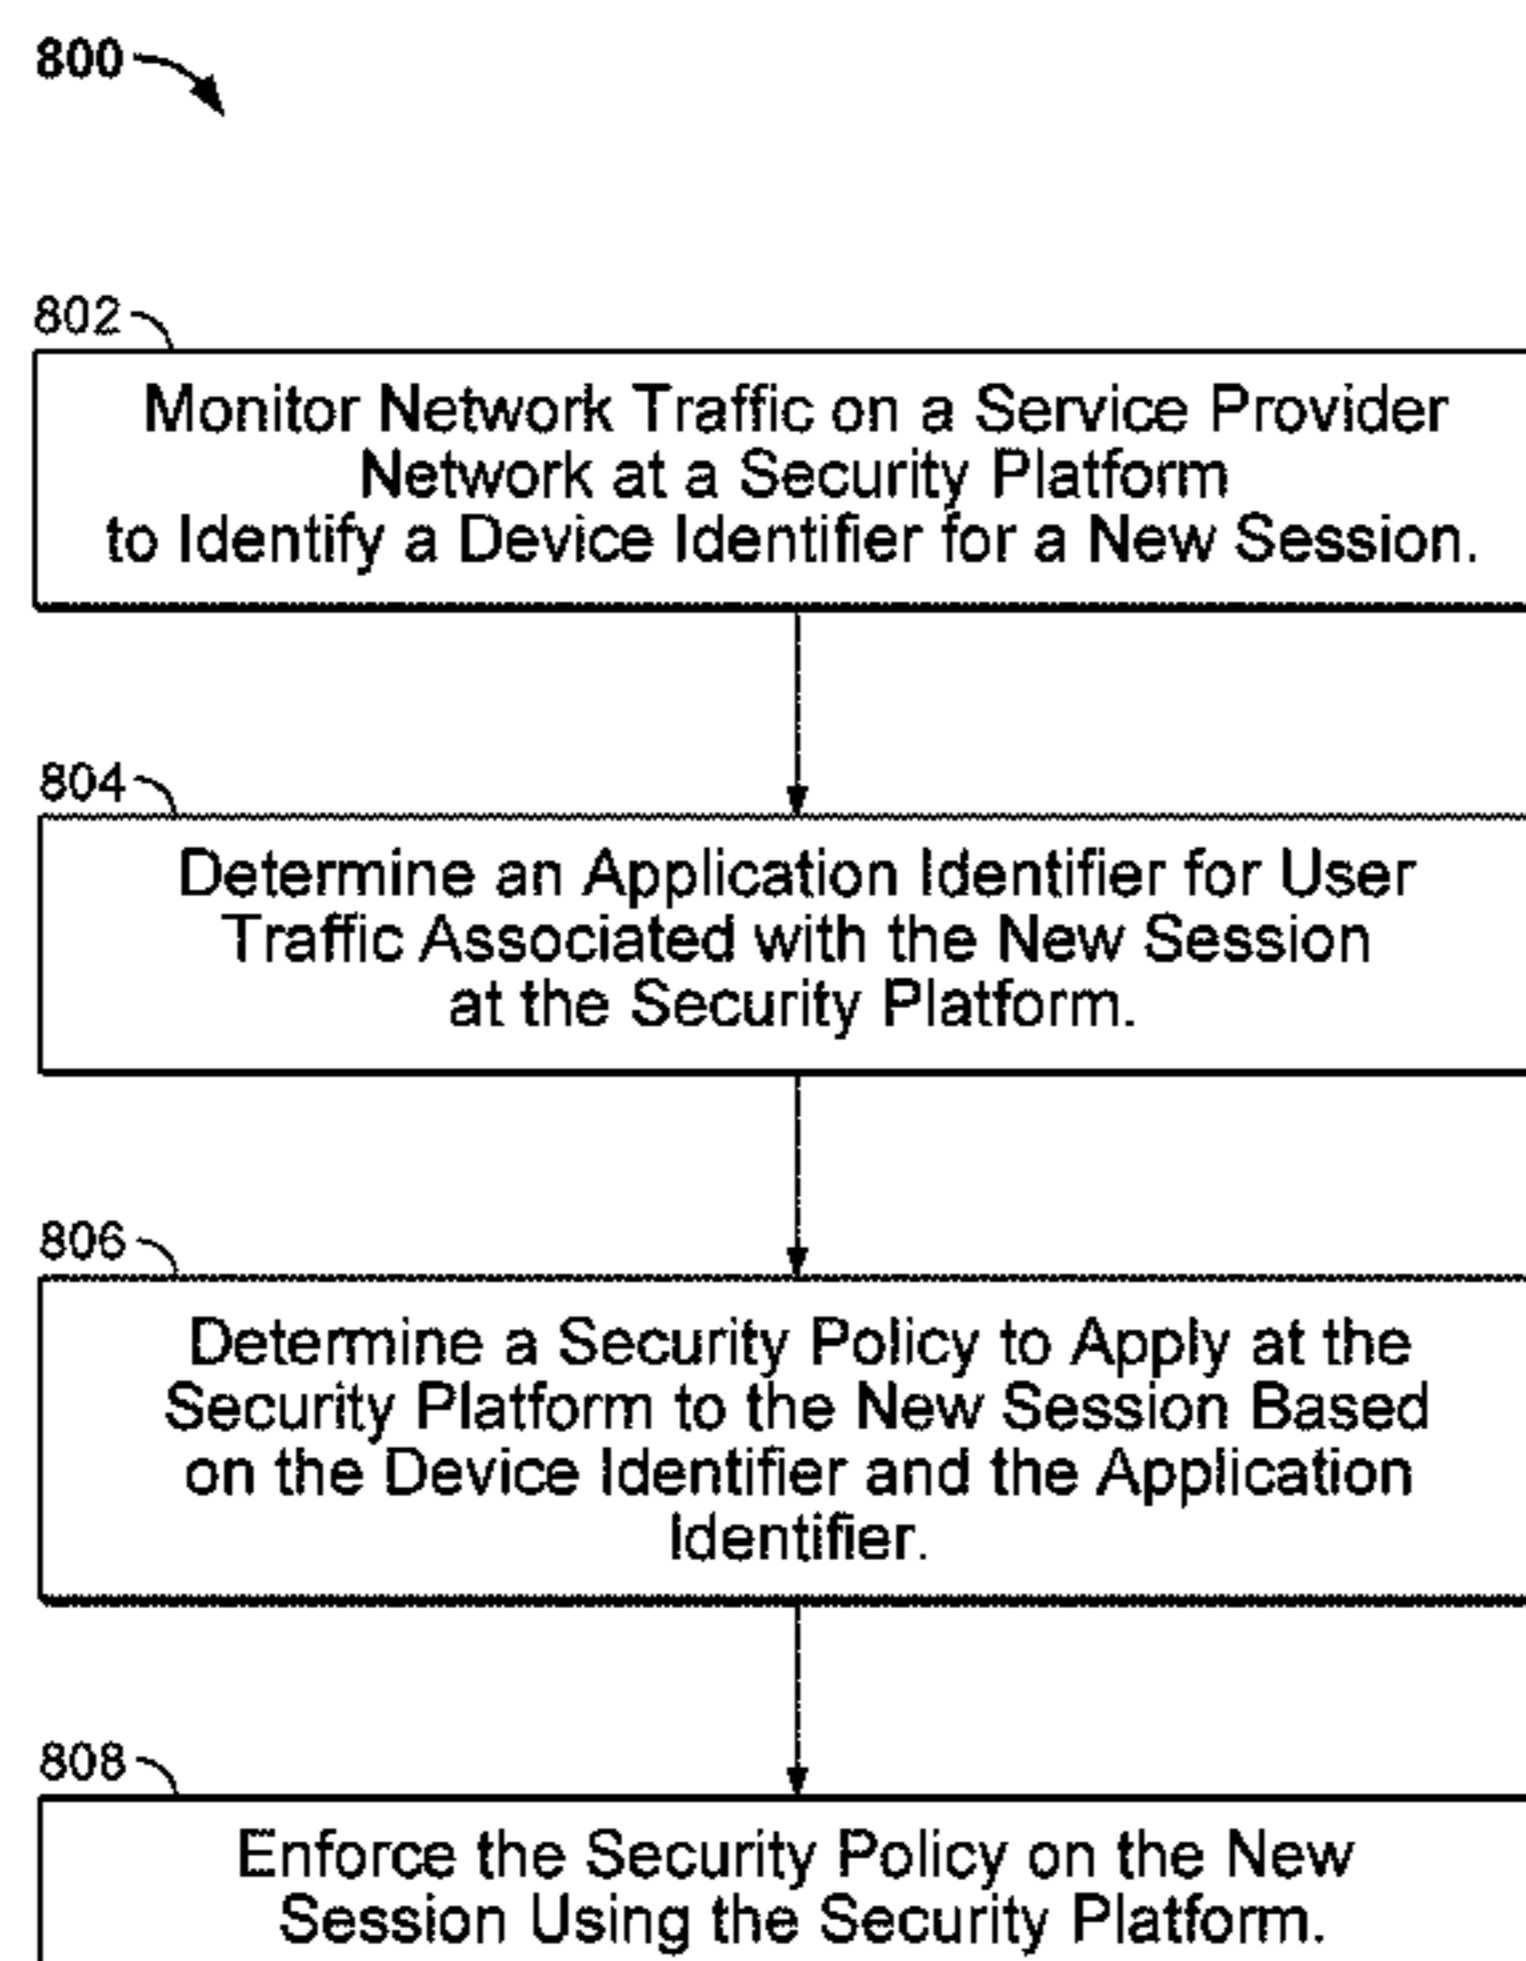 800
802
Monitor Network Traffic on a Service Provider
Network at a Security Platform
to Identify a Device Identifier for a New Session.
804
Determine an Application Identifier for User
Traffic Associated with the New Session
at the Security Platform.
806
Determine a Security Policy to Apply at the
Security Platform to the New Session Based
on the Device Identifier and the Application
Identifier.
808
Enforce the Security Policy on the New
Session Using the Security Platform.